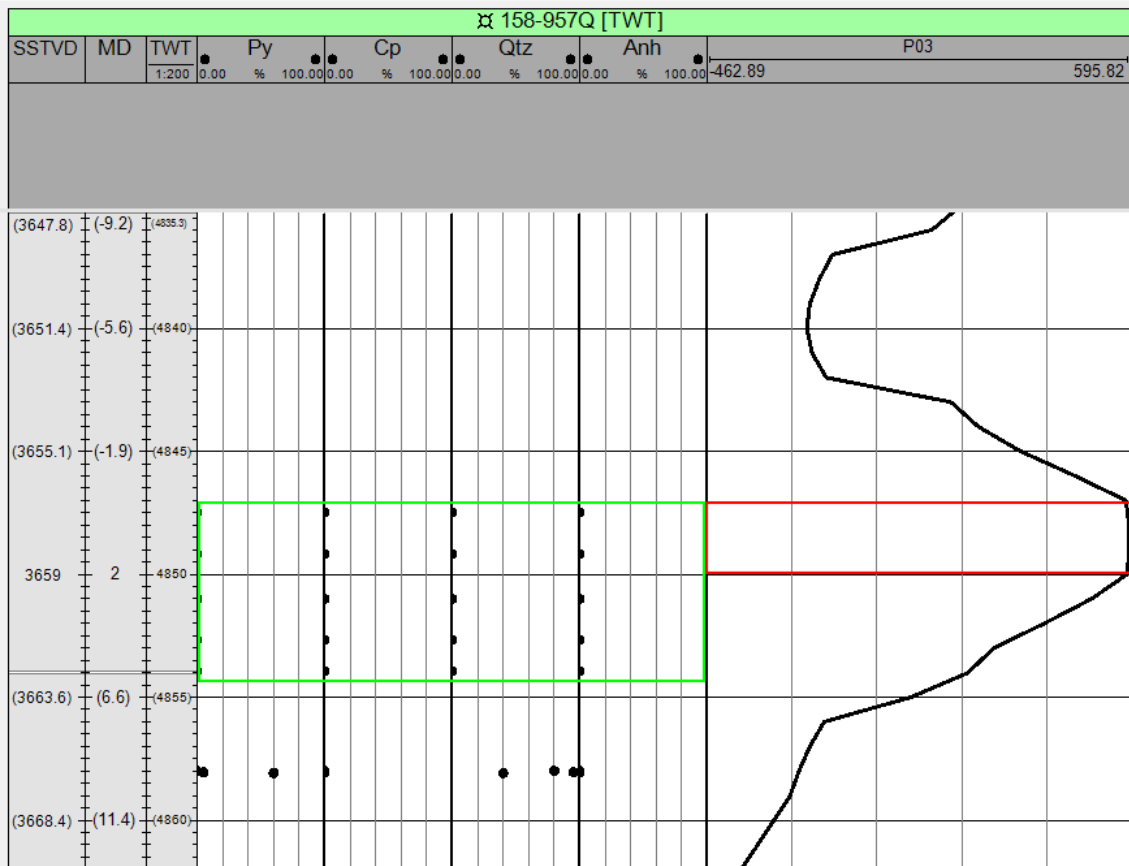 ¤ 158-957Q [TWT]
SSTVD MD TWT Py Cp Qtz Anh P03
1:200 0.00 % 100.00 0.00 % 100.00 0.00 % 100.00 0.00 % 100.00 -462.89 595.82
(3647.8) (-9.2) (4835.3)
(3651.4) (-5.6) (4840)
(3655.1) (-1.9) (4845)
3659 2 4850
(3663.6) (6.6) (4855)
(3668.4) (11.4) (4860)